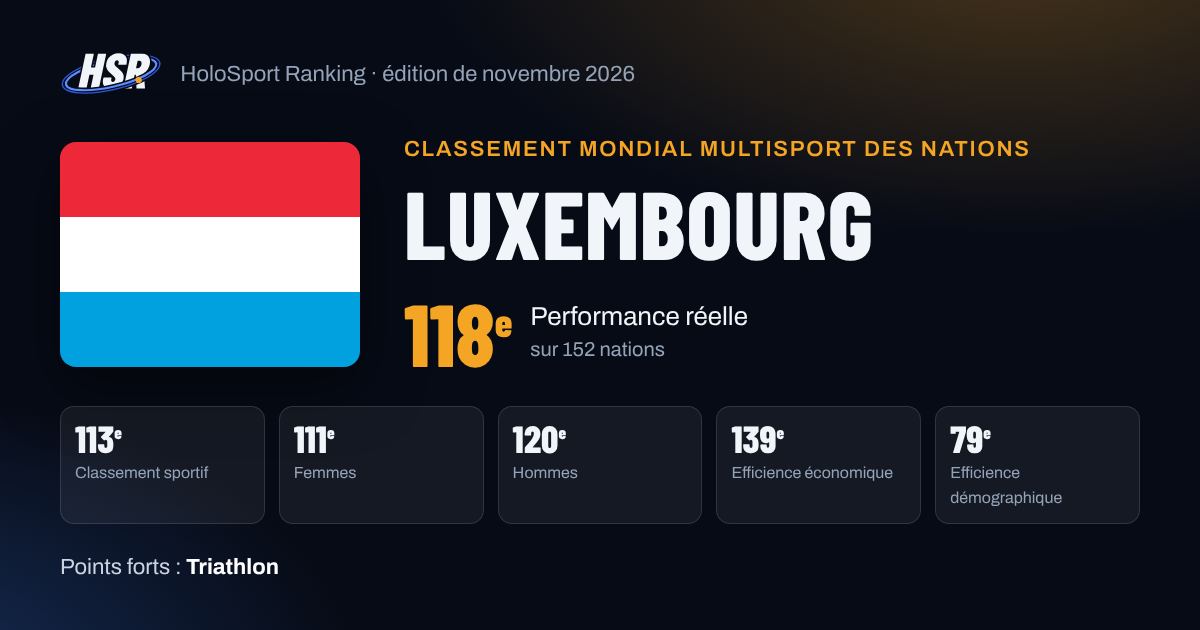 HSR
HoloSport Ranking · édition de novembre 2026
CLASSEMENT MONDIAL MULTISPORT DES NATIONS
LUXEMBOURG
118e
Performance réelle
sur 152 nations
113e
Classement sportif
111e
Femmes
120e
Hommes
139e
Efficience économique
79e
Efficience
démographique
Points forts : Triathlon